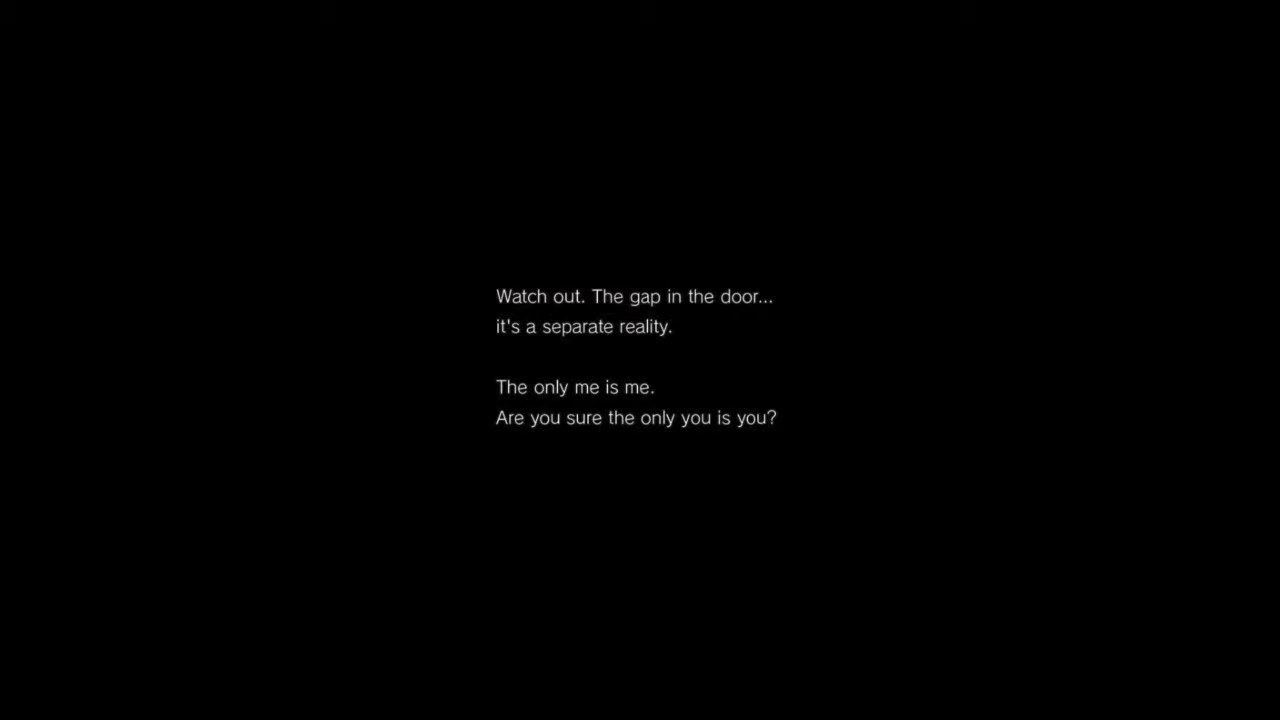 Watch out. The gap in the door...
it's a separate reality.
The only me is me.
Are you sure the only you is you?